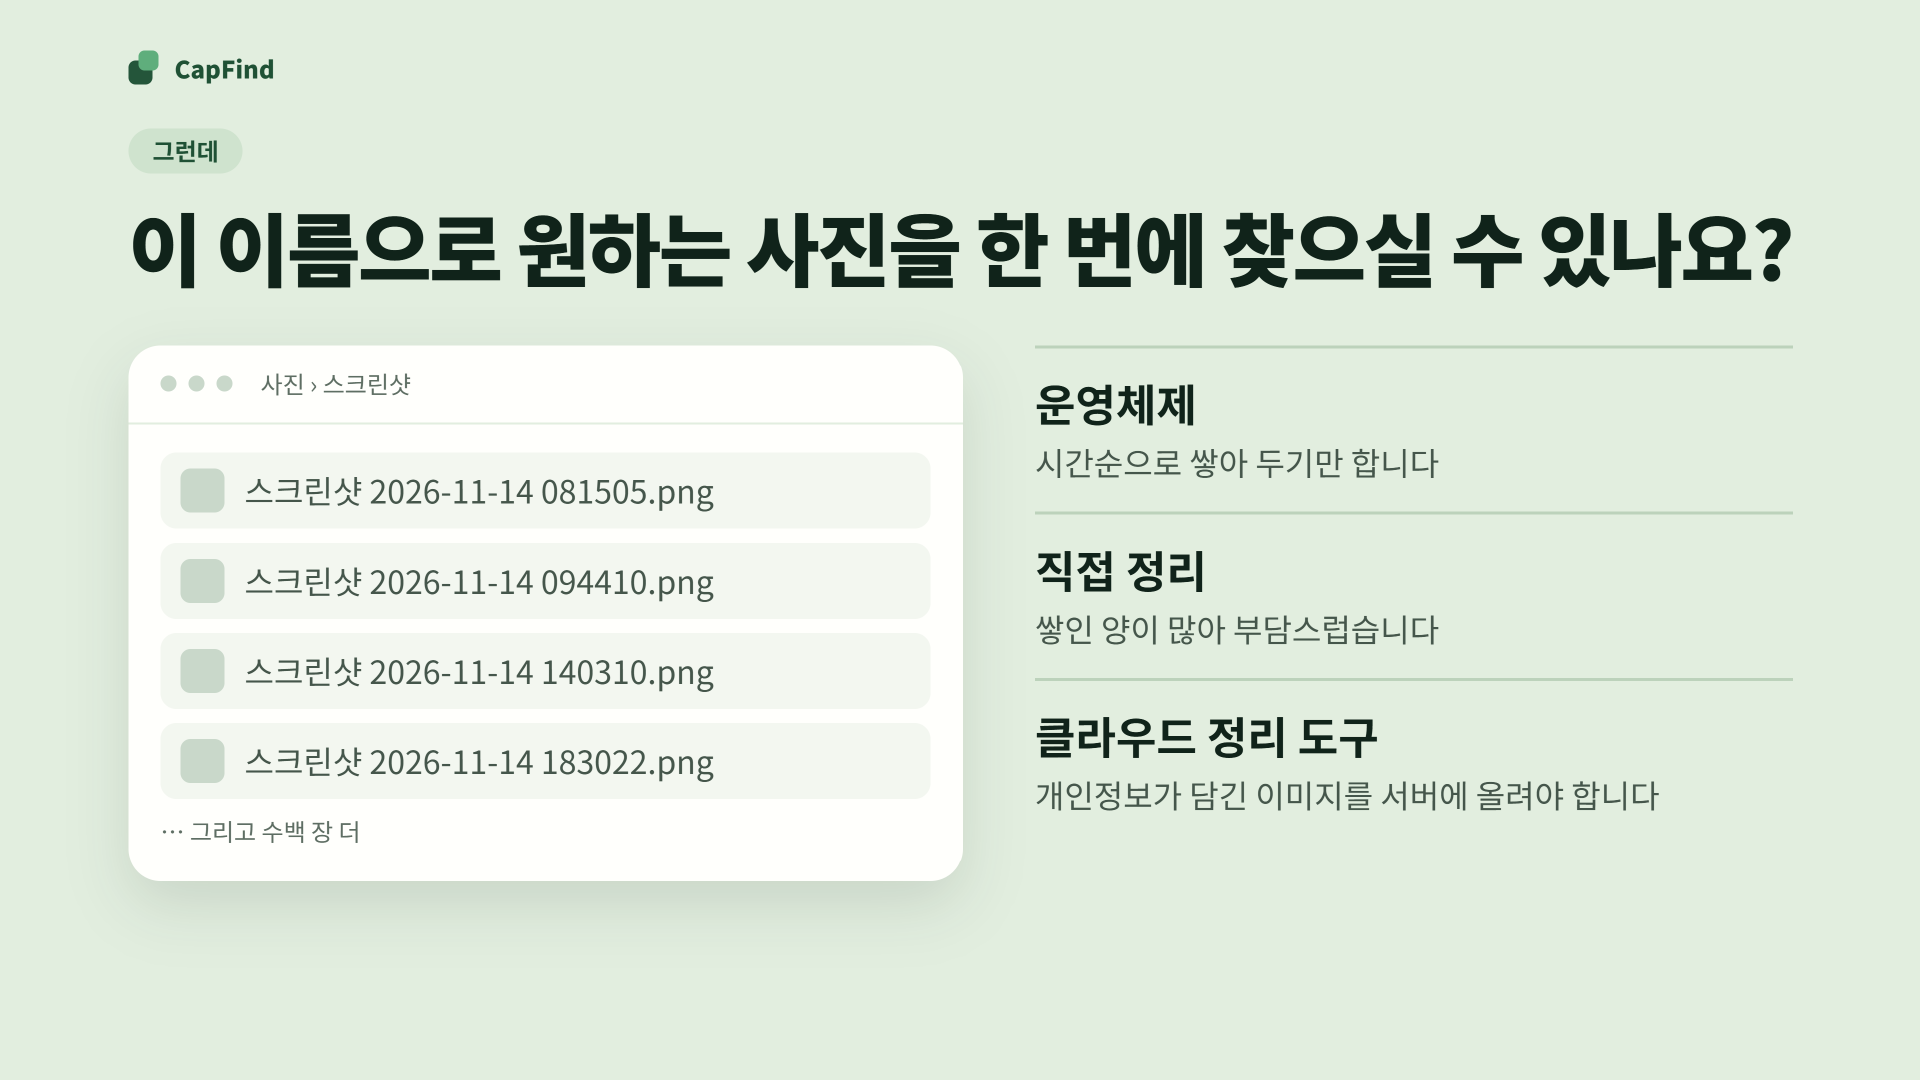 CapFind
그런데
이 이름으로 원하는 사진을 한 번에 찾으실 수 있나요?
사진 › 스크린샷
스크린샷 2026-11-14 081505.png
스크린샷 2026-11-14 094410.png
스크린샷 2026-11-14 140310.png
스크린샷 2026-11-14 183022.png
… 그리고 수백 장 더
운영체제
시간순으로 쌓아 두기만 합니다
직접 정리
쌓인 양이 많아 부담스럽습니다
클라우드 정리 도구
개인정보가 담긴 이미지를 서버에 올려야 합니다